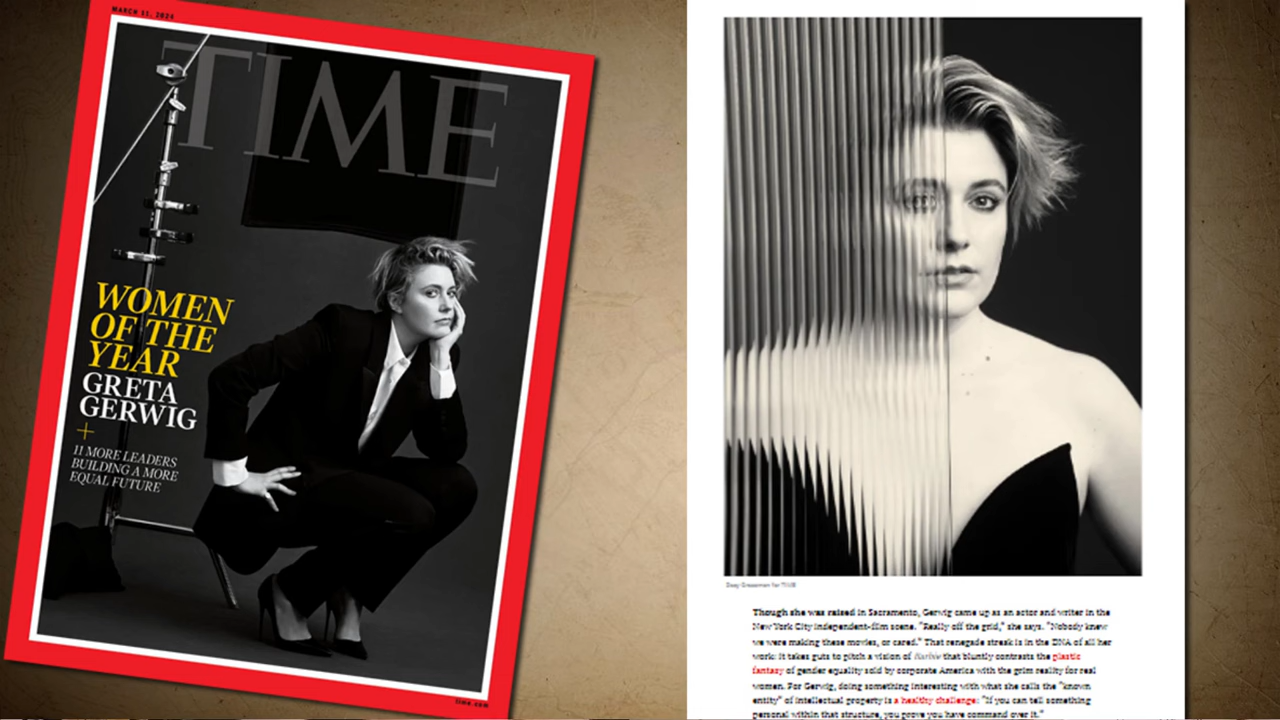 MARCH 11, 2024
TIME
WOMEN
OF THE
YEAR
GRETA
GERWIG
+
11 MORE LEADERS
BUILDING A MORE
EQUAL FUTURE
time.com
for TIME
Though she was raised in Sacramento, Gerwig came up as an actor and writer in the
New York City independent-film scene. "Really off the grid," she says. "Nobody knew
we were making these movies, or cared." That renegade streak is in the DNA of all her
work: it takes guts to pitch a vision of Barbie that bluntly contrasts the plastic
fantasy of gender equality sold by corporate America with the grim reality for real
women. For Gerwig, doing something interesting with what she calls the "known
entity" of intellectual property is a healthy challenge: "If you can tell something
personal within that structure, you prove you have command over it."